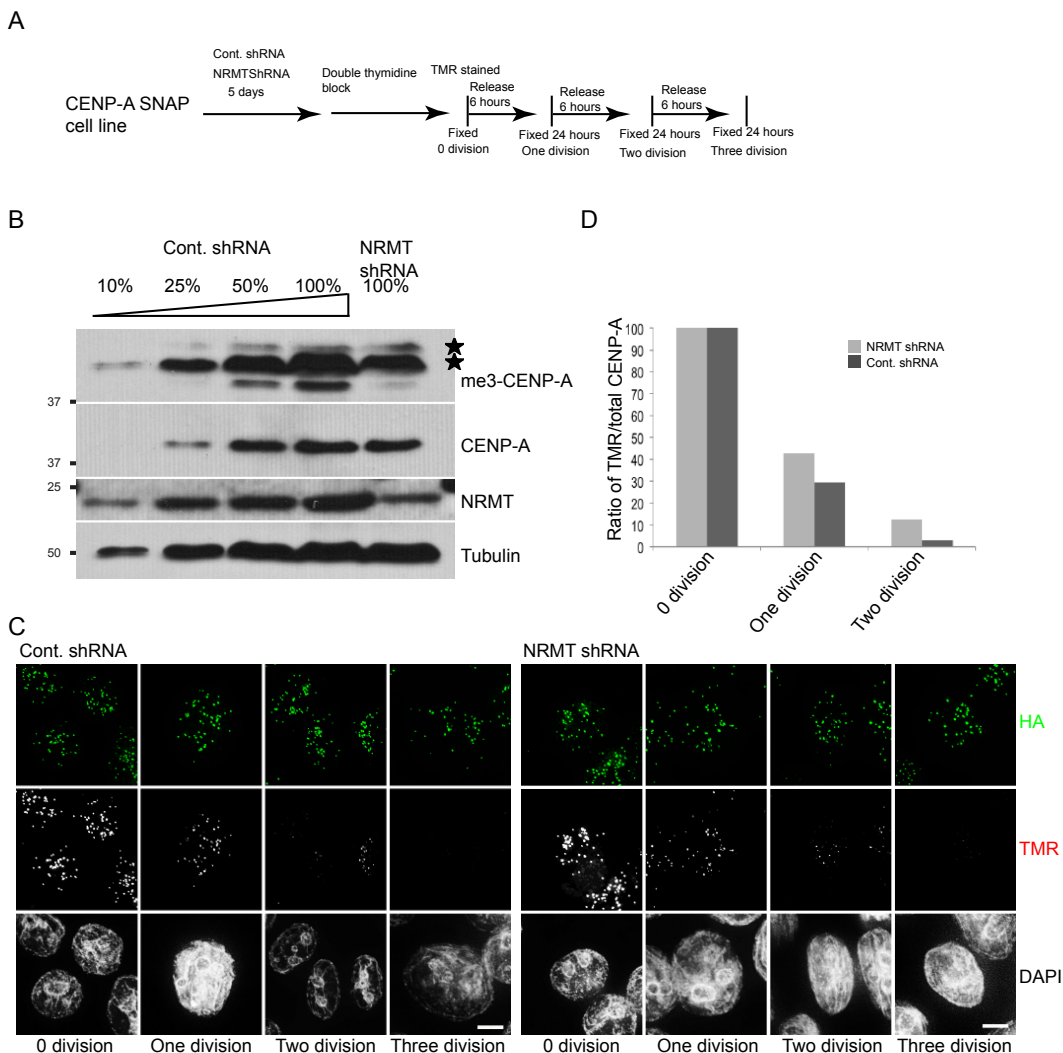 A
Cont. shRNA
NRMTShRNA
5 days
CENP-A SNAP
cell line
Double thymidine
block
TMR stained
Release
6 hours
Release
6 hours
Release
6 hours
Fixed
0 division
Fixed 24 hours
One division
Fixed 24 hours
Two division
Fixed 24 hours
Three division
B
Cont. shRNA
NRMT
shRNA
10%
25%
50%
100%
100%
me3-CENP-A
37
CENP-A
37
25
NRMT
50
Tubulin
D
Ratio of TMR/total CENP-A
100
90
80
70
60
50
40
30
20
10
0
NRMT shRNA
Cont. shRNA
0 division
One division
Two division
C
Cont. shRNA
NRMT shRNA
HA
TMR
DAPI
0 division
One division
Two division
Three division
0 division
One division
Two division
Three division